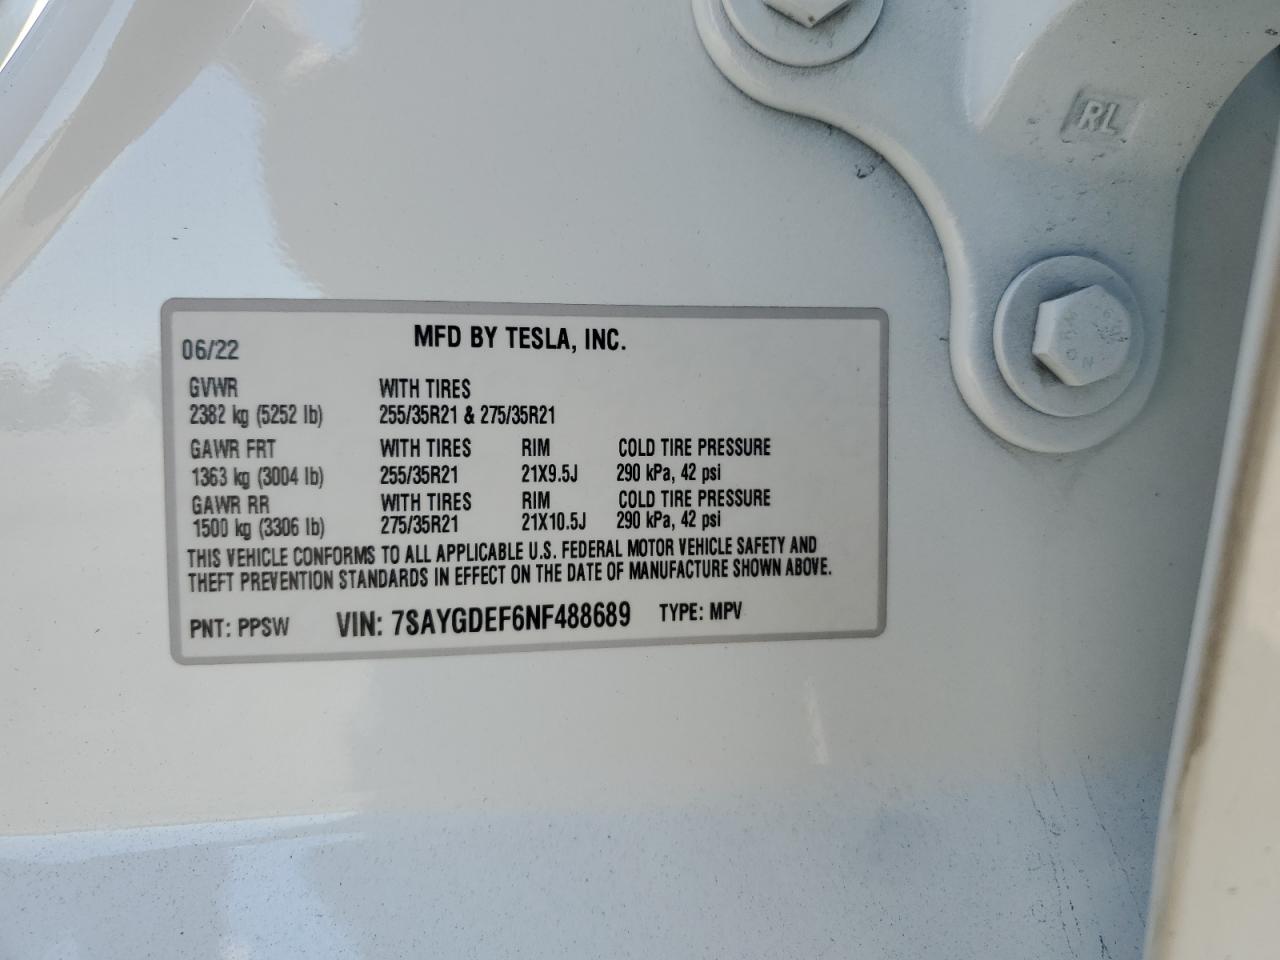 RL
MFD BY TESLA, INC.
06/22
GVWR WITH TIRES
2382 kg (5252 lb) 255/35R21 & 275/35R21
GAWR FRT WITH TIRES RIM COLD TIRE PRESSURE
1363 kg (3004 lb) 255/35R21 21X9.5J 290 kPa, 42 psi
GAWR RR WITH TIRES RIM COLD TIRE PRESSURE
1500 kg (3306 lb) 275/35R21 21X10.5J 290 kPa, 42 psi
THIS VEHICLE CONFORMS TO ALL APPLICABLE U.S. FEDERAL MOTOR VEHICLE SAFETY AND
THEFT PREVENTION STANDARDS IN EFFECT ON THE DATE OF MANUFACTURE SHOWN ABOVE.
PNT: PPSW VIN: 7SAYGDEF6NF488689 TYPE: MPV